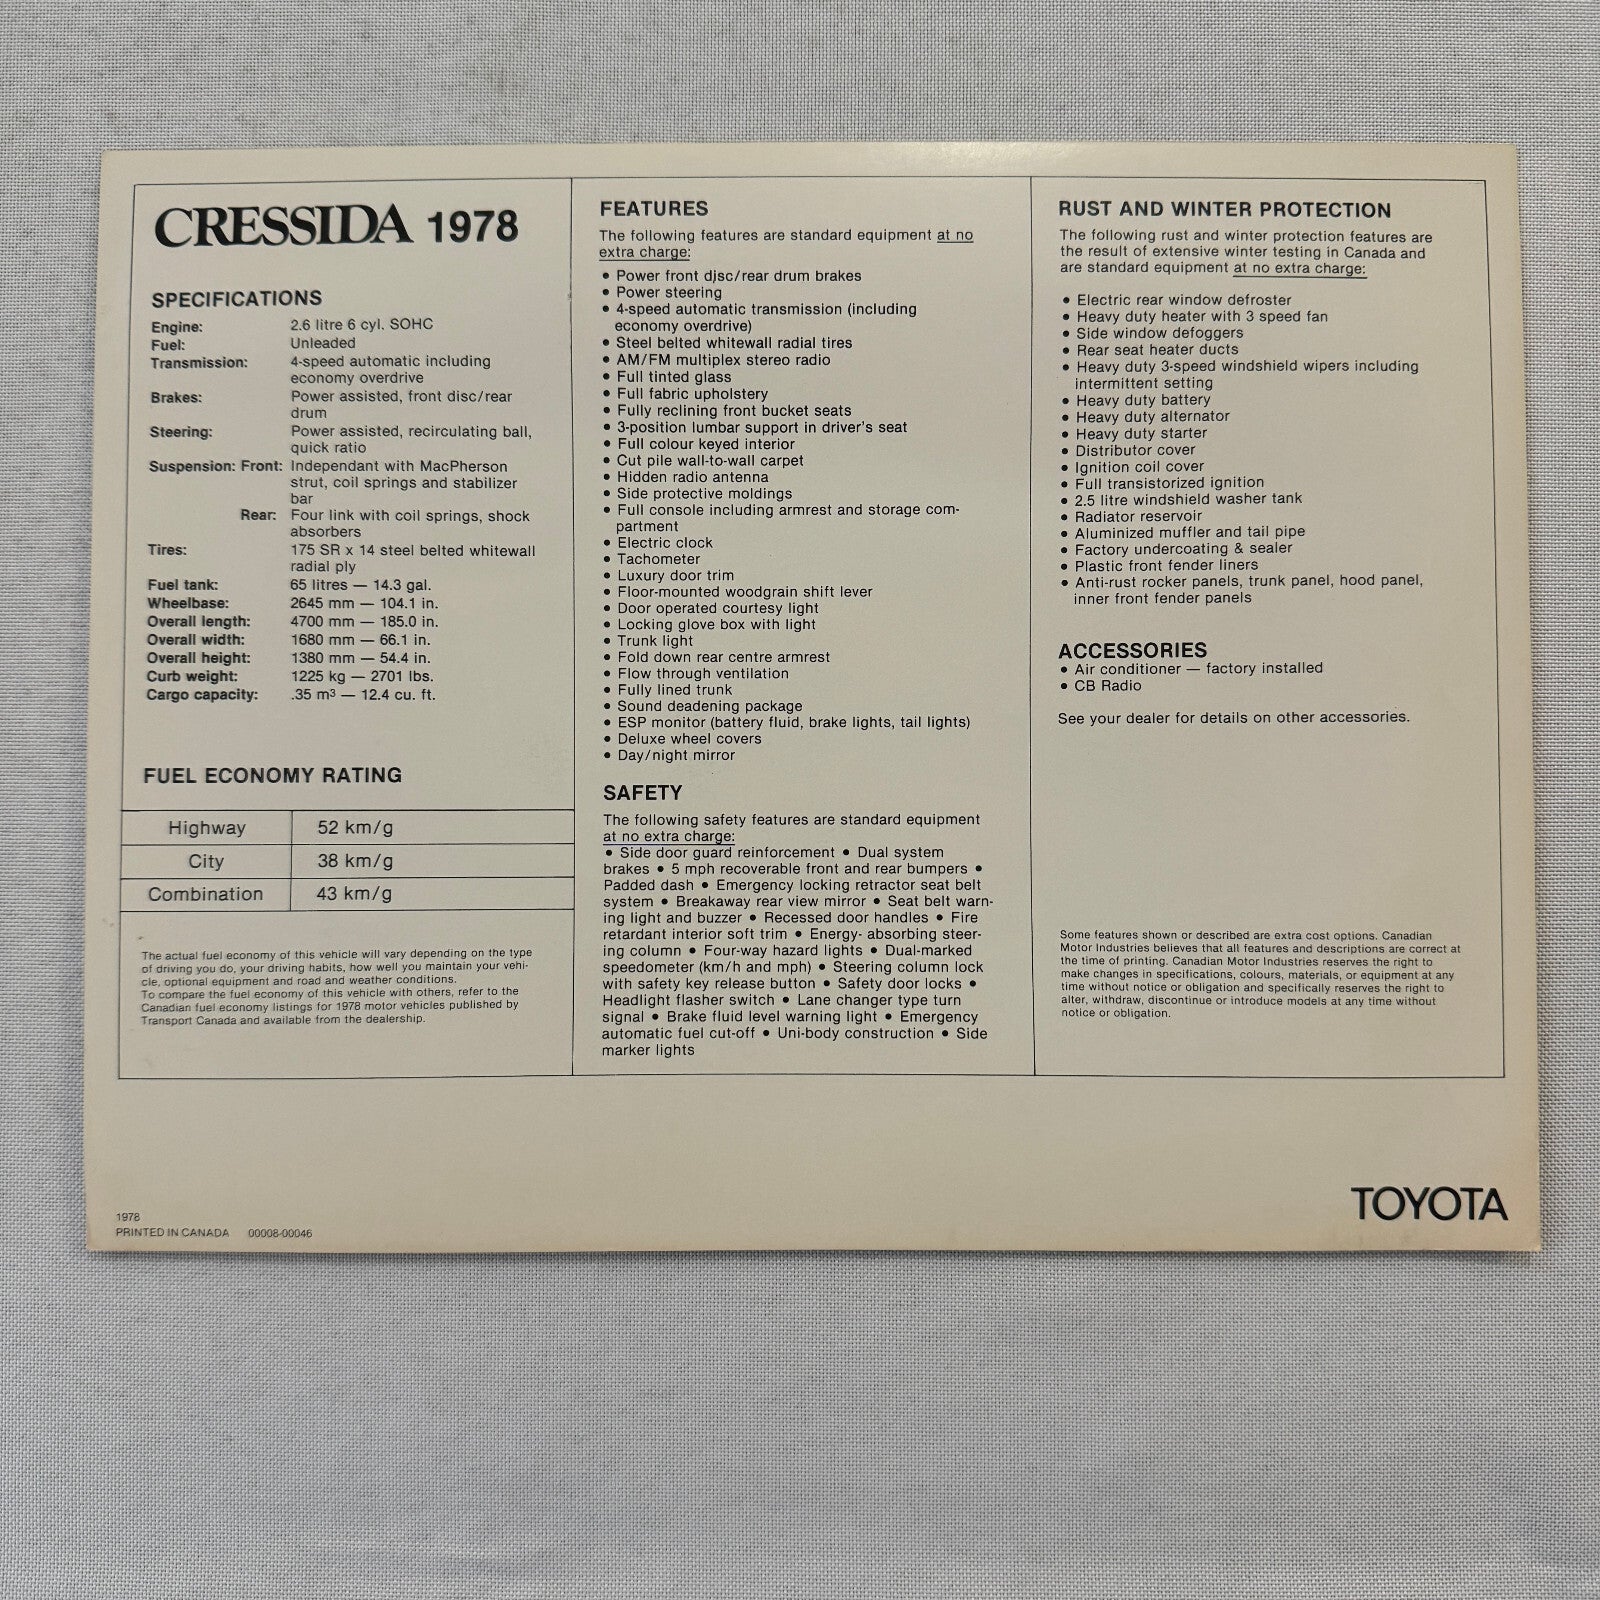 CRESSIDA 1978
SPECIFICATIONS
Engine: 2.6 litre 6 cyl. SOHC
Fuel: Unleaded
Transmission: 4-speed automatic including
economy overdrive
Brakes: Power assisted, front disc/rear
drum
Steering: Power assisted, recirculating ball,
quick ratio
Suspension: Front: Independant with MacPherson
strut, coil springs and stabilizer
bar
Rear: Four link with coil springs, shock
absorbers
Tires: 175 SR x 14 steel belted whitewall
radial ply
Fuel tank: 65 litres — 14.3 gal.
Wheelbase: 2645 mm — 104.1 in.
Overall length: 4700 mm — 185.0 in.
Overall width: 1680 mm — 66.1 in.
Overall height: 1380 mm — 54.4 in.
Curb weight: 1225 kg — 2701 lbs.
Cargo capacity: .35 m³ — 12.4 cu. ft.
FUEL ECONOMY RATING
Highway 52 km/g
City 38 km/g
Combination 43 km/g
The actual fuel economy of this vehicle will vary depending on the type
of driving you do, your driving habits, how well you maintain your vehi-
cle, optional equipment and road and weather conditions.
To compare the fuel economy of this vehicle with others, refer to the
Canadian fuel economy listings for 1978 motor vehicles published by
Transport Canada and available from the dealership.
FEATURES
The following features are standard equipment at no
extra charge:
• Power front disc/rear drum brakes
• Power steering
• 4-speed automatic transmission (including
economy overdrive)
• Steel belted whitewall radial tires
• AM/FM multiplex stereo radio
• Full tinted glass
• Full fabric upholstery
• Fully reclining front bucket seats
• 3-position lumbar support in driver's seat
• Full colour keyed interior
• Cut pile wall-to-wall carpet
• Hidden radio antenna
• Side protective moldings
• Full console including armrest and storage com-
partment
• Electric clock
• Tachometer
• Luxury door trim
• Floor-mounted woodgrain shift lever
• Door operated courtesy light
• Locking glove box with light
• Trunk light
• Fold down rear centre armrest
• Flow through ventilation
• Fully lined trunk
• Sound deadening package
• ESP monitor (battery fluid, brake lights, tail lights)
• Deluxe wheel covers
• Day/night mirror
SAFETY
The following safety features are standard equipment
at no extra charge:
• Side door guard reinforcement • Dual system
brakes • 5 mph recoverable front and rear bumpers •
Padded dash • Emergency locking retractor seat belt
system • Breakaway rear view mirror • Seat belt warn-
ing light and buzzer • Recessed door handles • Fire
retardant interior soft trim • Energy- absorbing steer-
ing column • Four-way hazard lights • Dual-marked
speedometer (km/h and mph) • Steering column lock
with safety key release button • Safety door locks •
Headlight flasher switch • Lane changer type turn
signal • Brake fluid level warning light • Emergency
automatic fuel cut-off • Uni-body construction • Side
marker lights
RUST AND WINTER PROTECTION
The following rust and winter protection features are
the result of extensive winter testing in Canada and
are standard equipment at no extra charge:
• Electric rear window defroster
• Heavy duty heater with 3 speed fan
• Side window defoggers
• Rear seat heater ducts
• Heavy duty 3-speed windshield wipers including
intermittent setting
• Heavy duty battery
• Heavy duty alternator
• Heavy duty starter
• Distributor cover
• Ignition coil cover
• Full transistorized ignition
• 2.5 litre windshield washer tank
• Radiator reservoir
• Aluminized muffler and tail pipe
• Factory undercoating & sealer
• Plastic front fender liners
• Anti-rust rocker panels, trunk panel, hood panel,
inner front fender panels
ACCESSORIES
• Air conditioner — factory installed
• CB Radio
See your dealer for details on other accessories.
Some features shown or described are extra cost options. Canadian
Motor Industries believes that all features and descriptions are correct at
the time of printing. Canadian Motor Industries reserves the right to
make changes in specifications, colours, materials, or equipment at any
time without notice or obligation and specifically reserves the right to
alter, withdraw, discontinue or introduce models at any time without
notice or obligation.
1978
PRINTED IN CANADA 00008-00046
TOYOTA